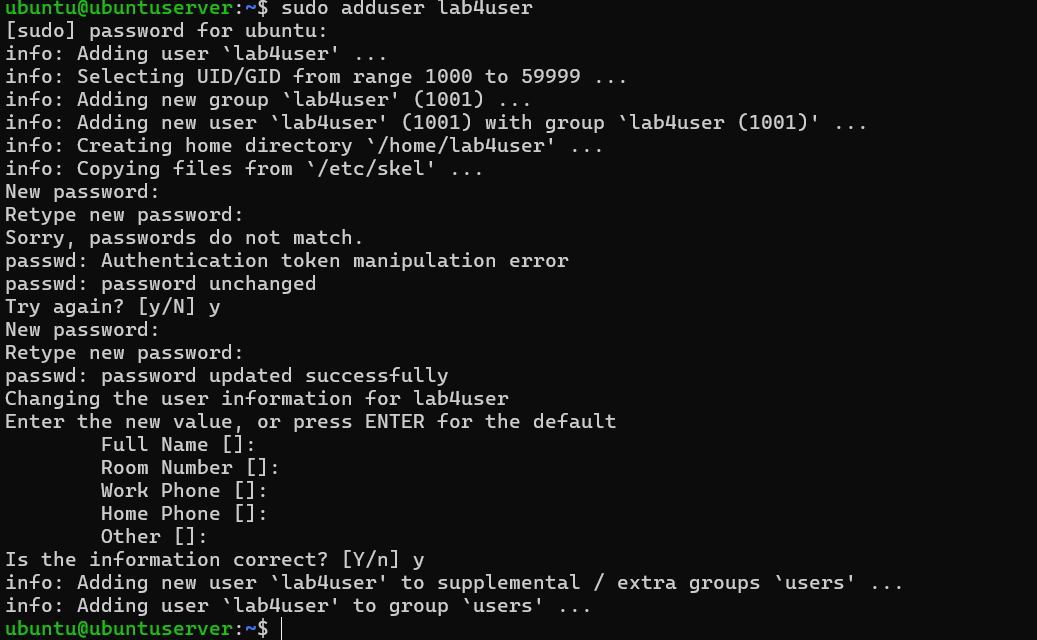 ubuntu@ubuntuserver:~$ sudo adduser lab4user
[sudo] password for ubuntu:
info: Adding user `lab4user' ...
info: Selecting UID/GID from range 1000 to 59999 ...
info: Adding new group `lab4user' (1001) ...
info: Adding new user `lab4user' (1001) with group `lab4user (1001)' ...
info: Creating home directory `/home/lab4user' ...
info: Copying files from `/etc/skel' ...
New password:
Retype new password:
Sorry, passwords do not match.
passwd: Authentication token manipulation error
passwd: password unchanged
Try again? [y/N] y
New password:
Retype new password:
passwd: password updated successfully
Changing the user information for lab4user
Enter the new value, or press ENTER for the default
        Full Name []:
        Room Number []:
        Work Phone []:
        Home Phone []:
        Other []:
Is the information correct? [Y/n] y
info: Adding new user `lab4user' to supplemental / extra groups `users' ...
info: Adding user `lab4user' to group `users' ...
ubuntu@ubuntuserver:~$